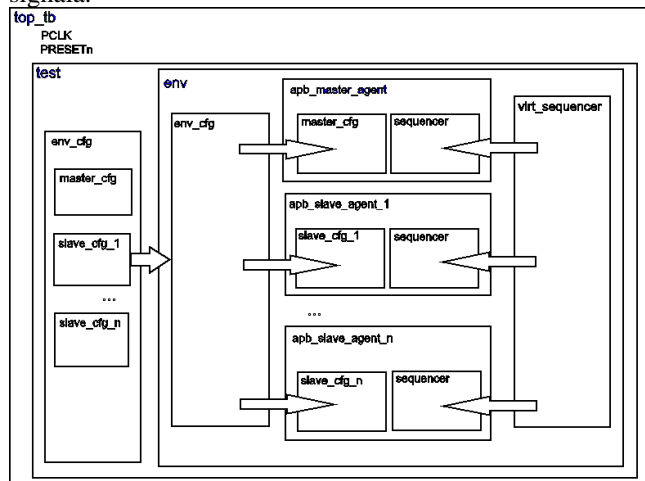 signala.
top_tb
PCLK
PRESETn
test
env
env_cfg
master_cfg
slave_cfg_1
...
slave_cfg_n
env_cfg
apb_master_agent
master_cfg
sequencer
apb_slave_agent_1
slave_cfg_1
sequencer
...
apb_slave_agent_n
slave_cfg_n
sequencer
virt_sequencer